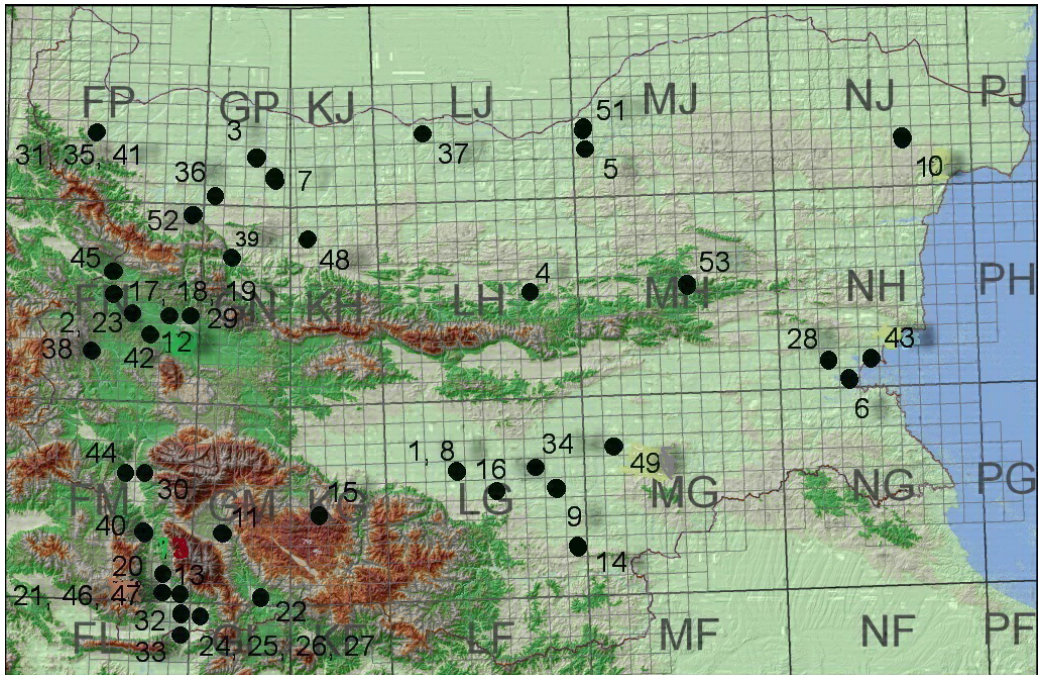 FP GP KJ LJ MJ NJ PJ
51
3
31, 35, 41 37 5 10
36 7
52 39
45 48 4 53
17, 18, 19 KH LH MH NH PH
2, 23 29
38 42 12 28 43
6
44 1, 8 34
30 16 49
FM GM KG 15 LG MG NG PG
40 11 9
20 13 14
21, 46, 47 22
32
FL LF MF NF PF
33 24, 25, 26, 27